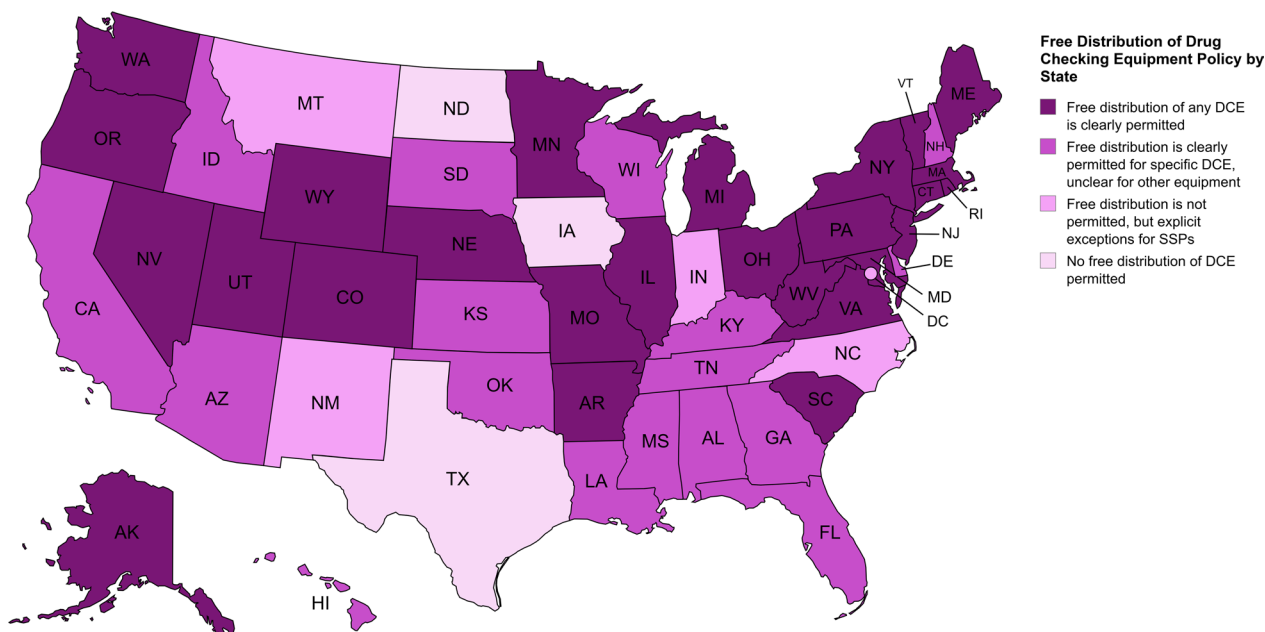 Free Distribution of Drug
Checking Equipment Policy by
State
Free distribution of any DCE
is clearly permitted
Free distribution is clearly
permitted for specific DCE,
unclear for other equipment
Free distribution is not
permitted, but explicit
exceptions for SSPs
No free distribution of DCE
permitted
WA
OR
CA
NV
ID
MT
WY
UT
AZ
CO
NM
ND
SD
NE
KS
OK
TX
MN
IA
MO
AR
LA
WI
IL
MI
IN
OH
KY
TN
MS
AL
GA
FL
SC
NC
VA
WV
PA
NY
VT
NH
ME
MA
CT
RI
NJ
DE
MD
DC
AK
HI